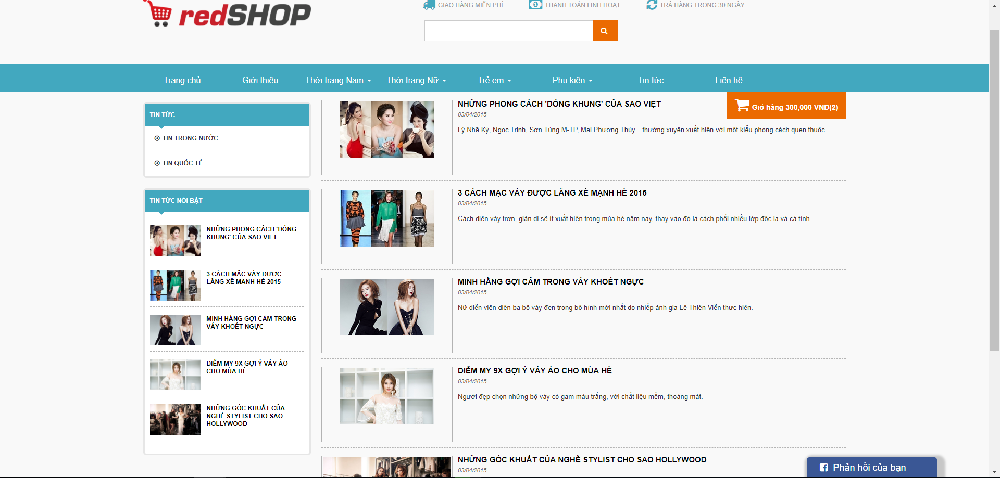 redSHOP
GIAO HÀNG MIỄN PHÍ
THANH TOÁN LINH HOẠT
TRẢ HÀNG TRONG 30 NGÀY
Trang chủ
Giới thiệu
Thời trang Nam
Thời trang Nữ
Trẻ em
Phụ kiện
Tin tức
Liên hệ
Giỏ hàng 300,000 VNĐ(2)
TIN TỨC
TIN TRONG NƯỚC
TIN QUỐC TẾ
TIN TỨC NỔI BẬT
NHỮNG PHONG CÁCH 'ĐÓNG
KHUNG' CỦA SAO VIỆT
3 CÁCH MẶC VÁY ĐƯỢC
LĂNG XÊ MẠNH HÈ 2015
MINH HẰNG GỢI CẢM TRONG
VÁY KHOÉT NGỰC
DIỄM MY 9X GỢI Ý VÁY ÁO
CHO MÙA HÈ
NHỮNG GÓC KHUẤT CỦA
NGHỀ STYLIST CHO SAO
HOLLYWOOD
NHỮNG PHONG CÁCH 'ĐÓNG KHUNG' CỦA SAO VIỆT
03/04/2015
Lý Nhã Kỳ, Ngọc Trinh, Sơn Tùng M-TP, Mai Phương Thúy... thường xuyên xuất hiện với một kiểu phong cách quen thuộc.
3 CÁCH MẶC VÁY ĐƯỢC LĂNG XÊ MẠNH HÈ 2015
03/04/2015
Cách diện váy trơn, giản dị sẽ ít xuất hiện trong mùa hè năm nay, thay vào đó là cách phối nhiều lớp độc lạ và cá tính.
MINH HẰNG GỢI CẢM TRONG VÁY KHOÉT NGỰC
03/04/2015
Nữ diễn viên diện ba bộ váy đen trong bộ hình mới nhất do nhiếp ảnh gia Lê Thiện Viễn thực hiện.
DIỄM MY 9X GỢI Ý VÁY ÁO CHO MÙA HÈ
03/04/2015
Người đẹp chọn những bộ váy có gam màu trắng, với chất liệu mềm, thoáng mát.
NHỮNG GÓC KHUẤT CỦA NGHỀ STYLIST CHO SAO HOLLYWOOD
03/04/2015
Phản hồi của bạn